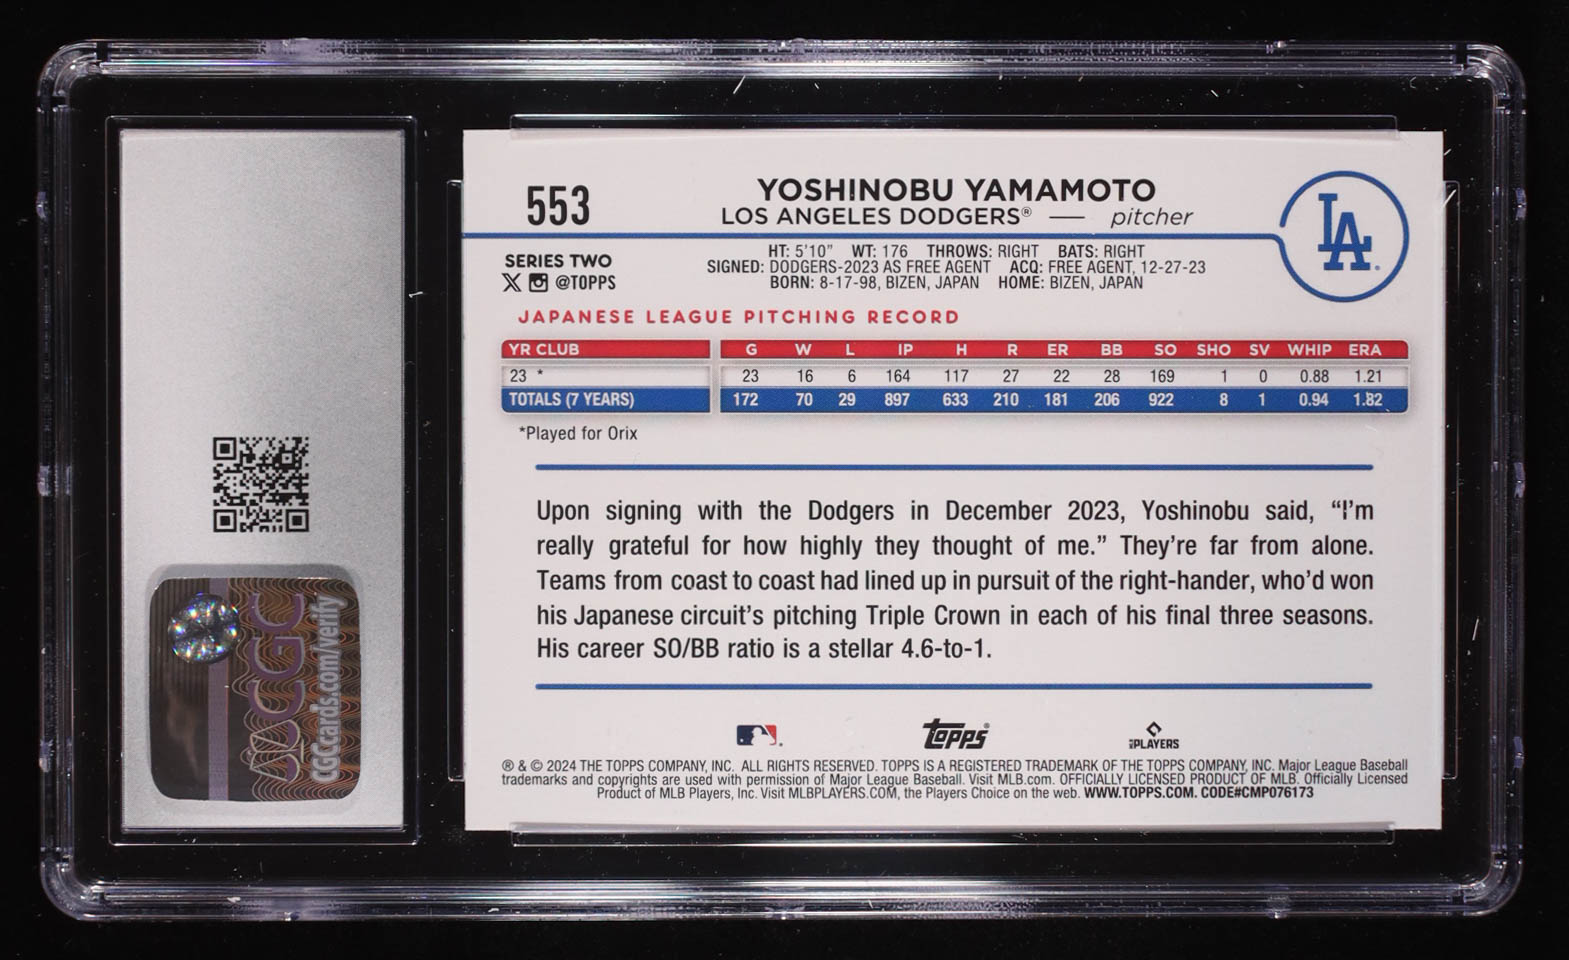 553
YOSHINOBU YAMAMOTO
LOS ANGELES DODGERS® — pitcher
LA
SERIES TWO
@TOPPS
HT: 5'10" WT: 176 THROWS: RIGHT BATS: RIGHT
SIGNED: DODGERS-2023 AS FREE AGENT ACQ: FREE AGENT, 12-27-23
BORN: 8-17-98, BIZEN, JAPAN HOME: BIZEN, JAPAN
JAPANESE LEAGUE PITCHING RECORD
YR CLUB G W L IP H R ER BB SO SHO SV WHIP ERA
23 * 23 16 6 164 117 27 22 28 169 1 0 0.88 1.21
TOTALS (7 YEARS) 172 70 29 897 633 210 181 206 922 8 1 0.94 1.82
*Played for Orix
Upon signing with the Dodgers in December 2023, Yoshinobu said, “I'm
really grateful for how highly they thought of me.” They're far from alone.
Teams from coast to coast had lined up in pursuit of the right-hander, who'd won
his Japanese circuit's pitching Triple Crown in each of his final three seasons.
His career SO/BB ratio is a stellar 4.6-to-1.
Topps®
MLB PLAYERS
® & © 2024 THE TOPPS COMPANY, INC. ALL RIGHTS RESERVED. TOPPS IS A REGISTERED TRADEMARK OF THE TOPPS COMPANY, INC. Major League Baseball
trademarks and copyrights are used with permission of Major League Baseball. Visit MLB.com. OFFICIALLY LICENSED PRODUCT OF MLB. Officially Licensed
Product of MLB Players, Inc. Visit MLBPLAYERS.COM, the Players Choice on the web. WWW.TOPPS.COM. CODE#CMP076173
CGC
CGCcards.com/verify